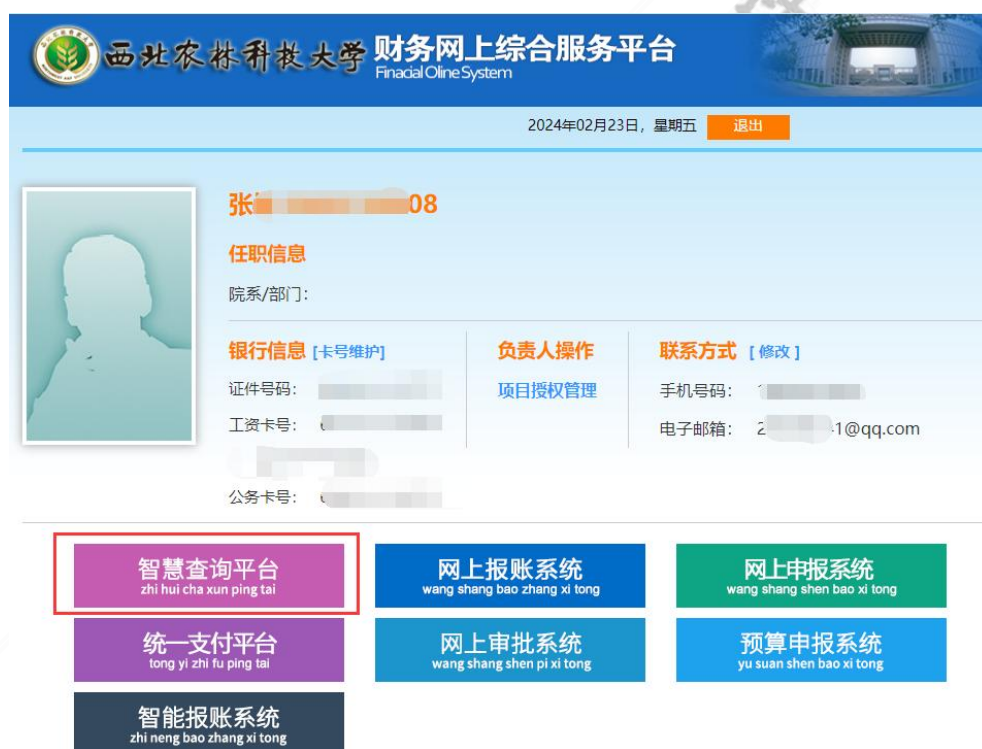 西北农林科技大学 财务网上综合服务平台
Finacial Oline System
2024年02月23日，星期五 退出
张 08
任职信息
院系/部门：
银行信息 [卡号维护] 负责人操作 联系方式 [ 修改 ]
证件号码： 项目授权管理 手机号码：
工资卡号： 电子邮箱： 2 1@qq.com
公务卡号：
智慧查询平台 网上报账系统 网上申报系统
zhi hui cha xun ping tai wang shang bao zhang xi tong wang shang shen bao xi tong
统一支付平台 网上审批系统 预算申报系统
tong yi zhi fu ping tai wang shang shen pi xi tong yu suan shen bao xi tong
智能报账系统
zhi neng bao zhang xi tong